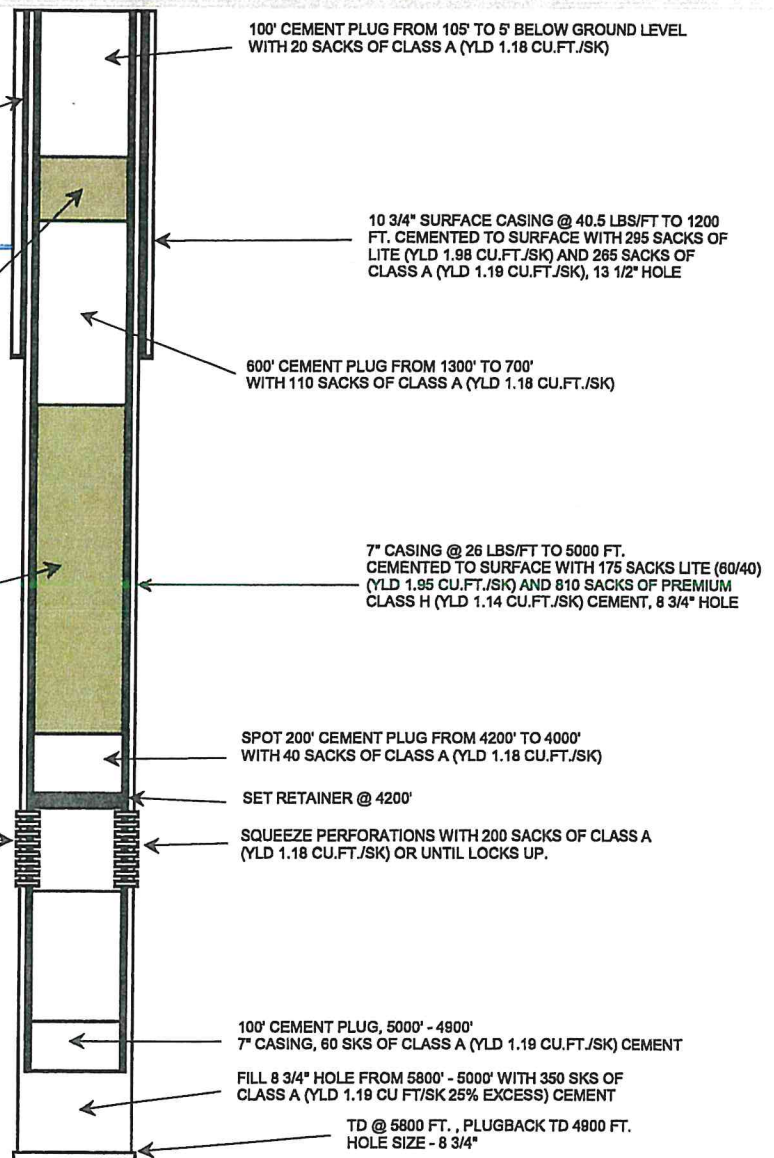 100' CEMENT PLUG FROM 105' TO 5' BELOW GROUND LEVEL
WITH 20 SACKS OF CLASS A (YLD 1.18 CU.FT./SK)
10 3/4" SURFACE CASING @ 40.5 LBS/FT TO 1200
FT. CEMENTED TO SURFACE WITH 295 SACKS OF
LITE (YLD 1.98 CU.FT./SK) AND 265 SACKS OF
CLASS A (YLD 1.19 CU.FT./SK), 13 1/2" HOLE
600' CEMENT PLUG FROM 1300' TO 700'
WITH 110 SACKS OF CLASS A (YLD 1.18 CU.FT./SK)
7" CASING @ 26 LBS/FT TO 5000 FT.
CEMENTED TO SURFACE WITH 175 SACKS LITE (60/40)
(YLD 1.95 CU.FT./SK) AND 810 SACKS OF PREMIUM
CLASS H (YLD 1.14 CU.FT./SK) CEMENT, 8 3/4" HOLE
SPOT 200' CEMENT PLUG FROM 4200' TO 4000'
WITH 40 SACKS OF CLASS A (YLD 1.18 CU.FT./SK)
SET RETAINER @ 4200'
SQUEEZE PERFORATIONS WITH 200 SACKS OF CLASS A
(YLD 1.18 CU.FT./SK) OR UNTIL LOCKS UP.
100' CEMENT PLUG, 5000' - 4900'
7" CASING, 60 SKS OF CLASS A (YLD 1.19 CU.FT./SK) CEMENT
FILL 8 3/4" HOLE FROM 5800' - 5000' WITH 350 SKS OF
CLASS A (YLD 1.19 CU FT/SK 25% EXCESS) CEMENT
TD @ 5800 FT. , PLUGBACK TD 4900 FT.
HOLE SIZE - 8 3/4"